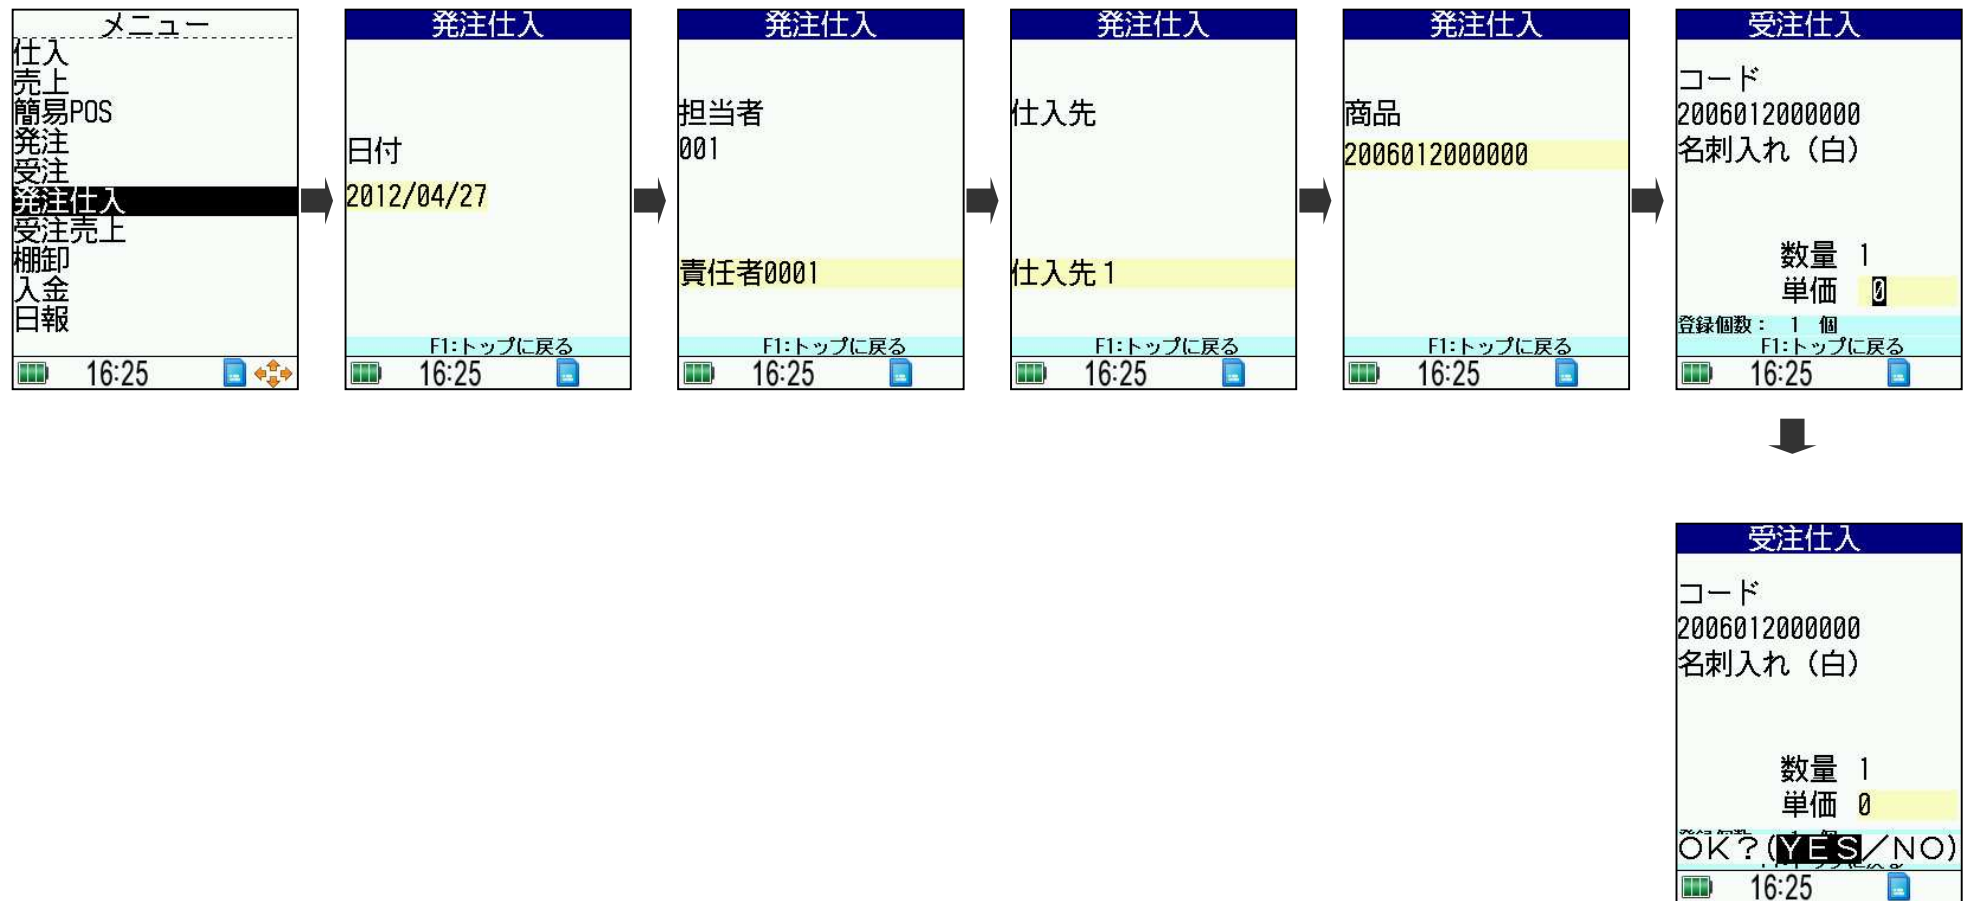 メニュー
仕入
売上
簡易POS
発注
受注
発注仕入
受注売上
棚卸
入金
日報
16:25
発注仕入
日付
2012/04/27
F1:トップに戻る
16:25
発注仕入
担当者
001
責任者0001
F1:トップに戻る
16:25
発注仕入
仕入先
仕入先1
F1:トップに戻る
16:25
発注仕入
商品
2006012000000
F1:トップに戻る
16:25
受注仕入
コード
2006012000000
名刺入れ（白）
数量 1
単価 0
登録個数： 1 個
F1:トップに戻る
16:25
受注仕入
コード
2006012000000
名刺入れ（白）
数量 1
単価 0
OK？(YES／NO)
16:25